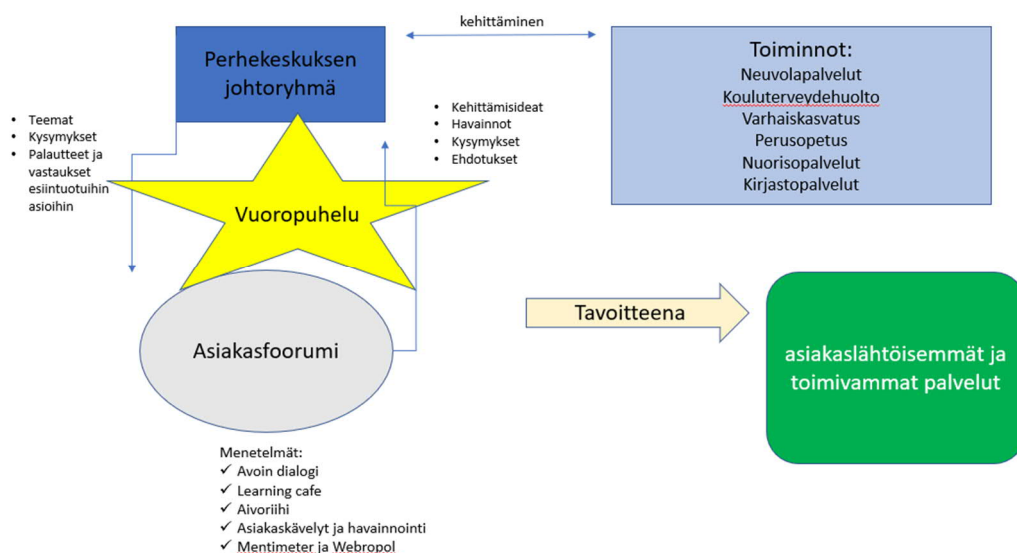 Perhekeskuksen
johtoryhmä
kehittäminen
Toiminnot:
Neuvolapalvelut
Kouluterveydehuolto
Varhaiskasvatus
Perusopetus
Nuorisopalvelut
Kirjastopalvelut
• Teemat
• Kysymykset
• Palautteet ja
vastaukset
esiintuotuihin
asioihin
• Kehittämisideat
• Havainnot
• Kysymykset
• Ehdotukset
Vuoropuhelu
Asiakasfoorumi
Tavoitteena
asiakaslähtöisemmät ja
toimivammat palvelut
Menetelmät:
✓ Avoin dialogi
✓ Learning cafe
✓ Aivoriihi
✓ Asiakaskävelyt ja havainnointi
✓ Mentimeter ja Webropol